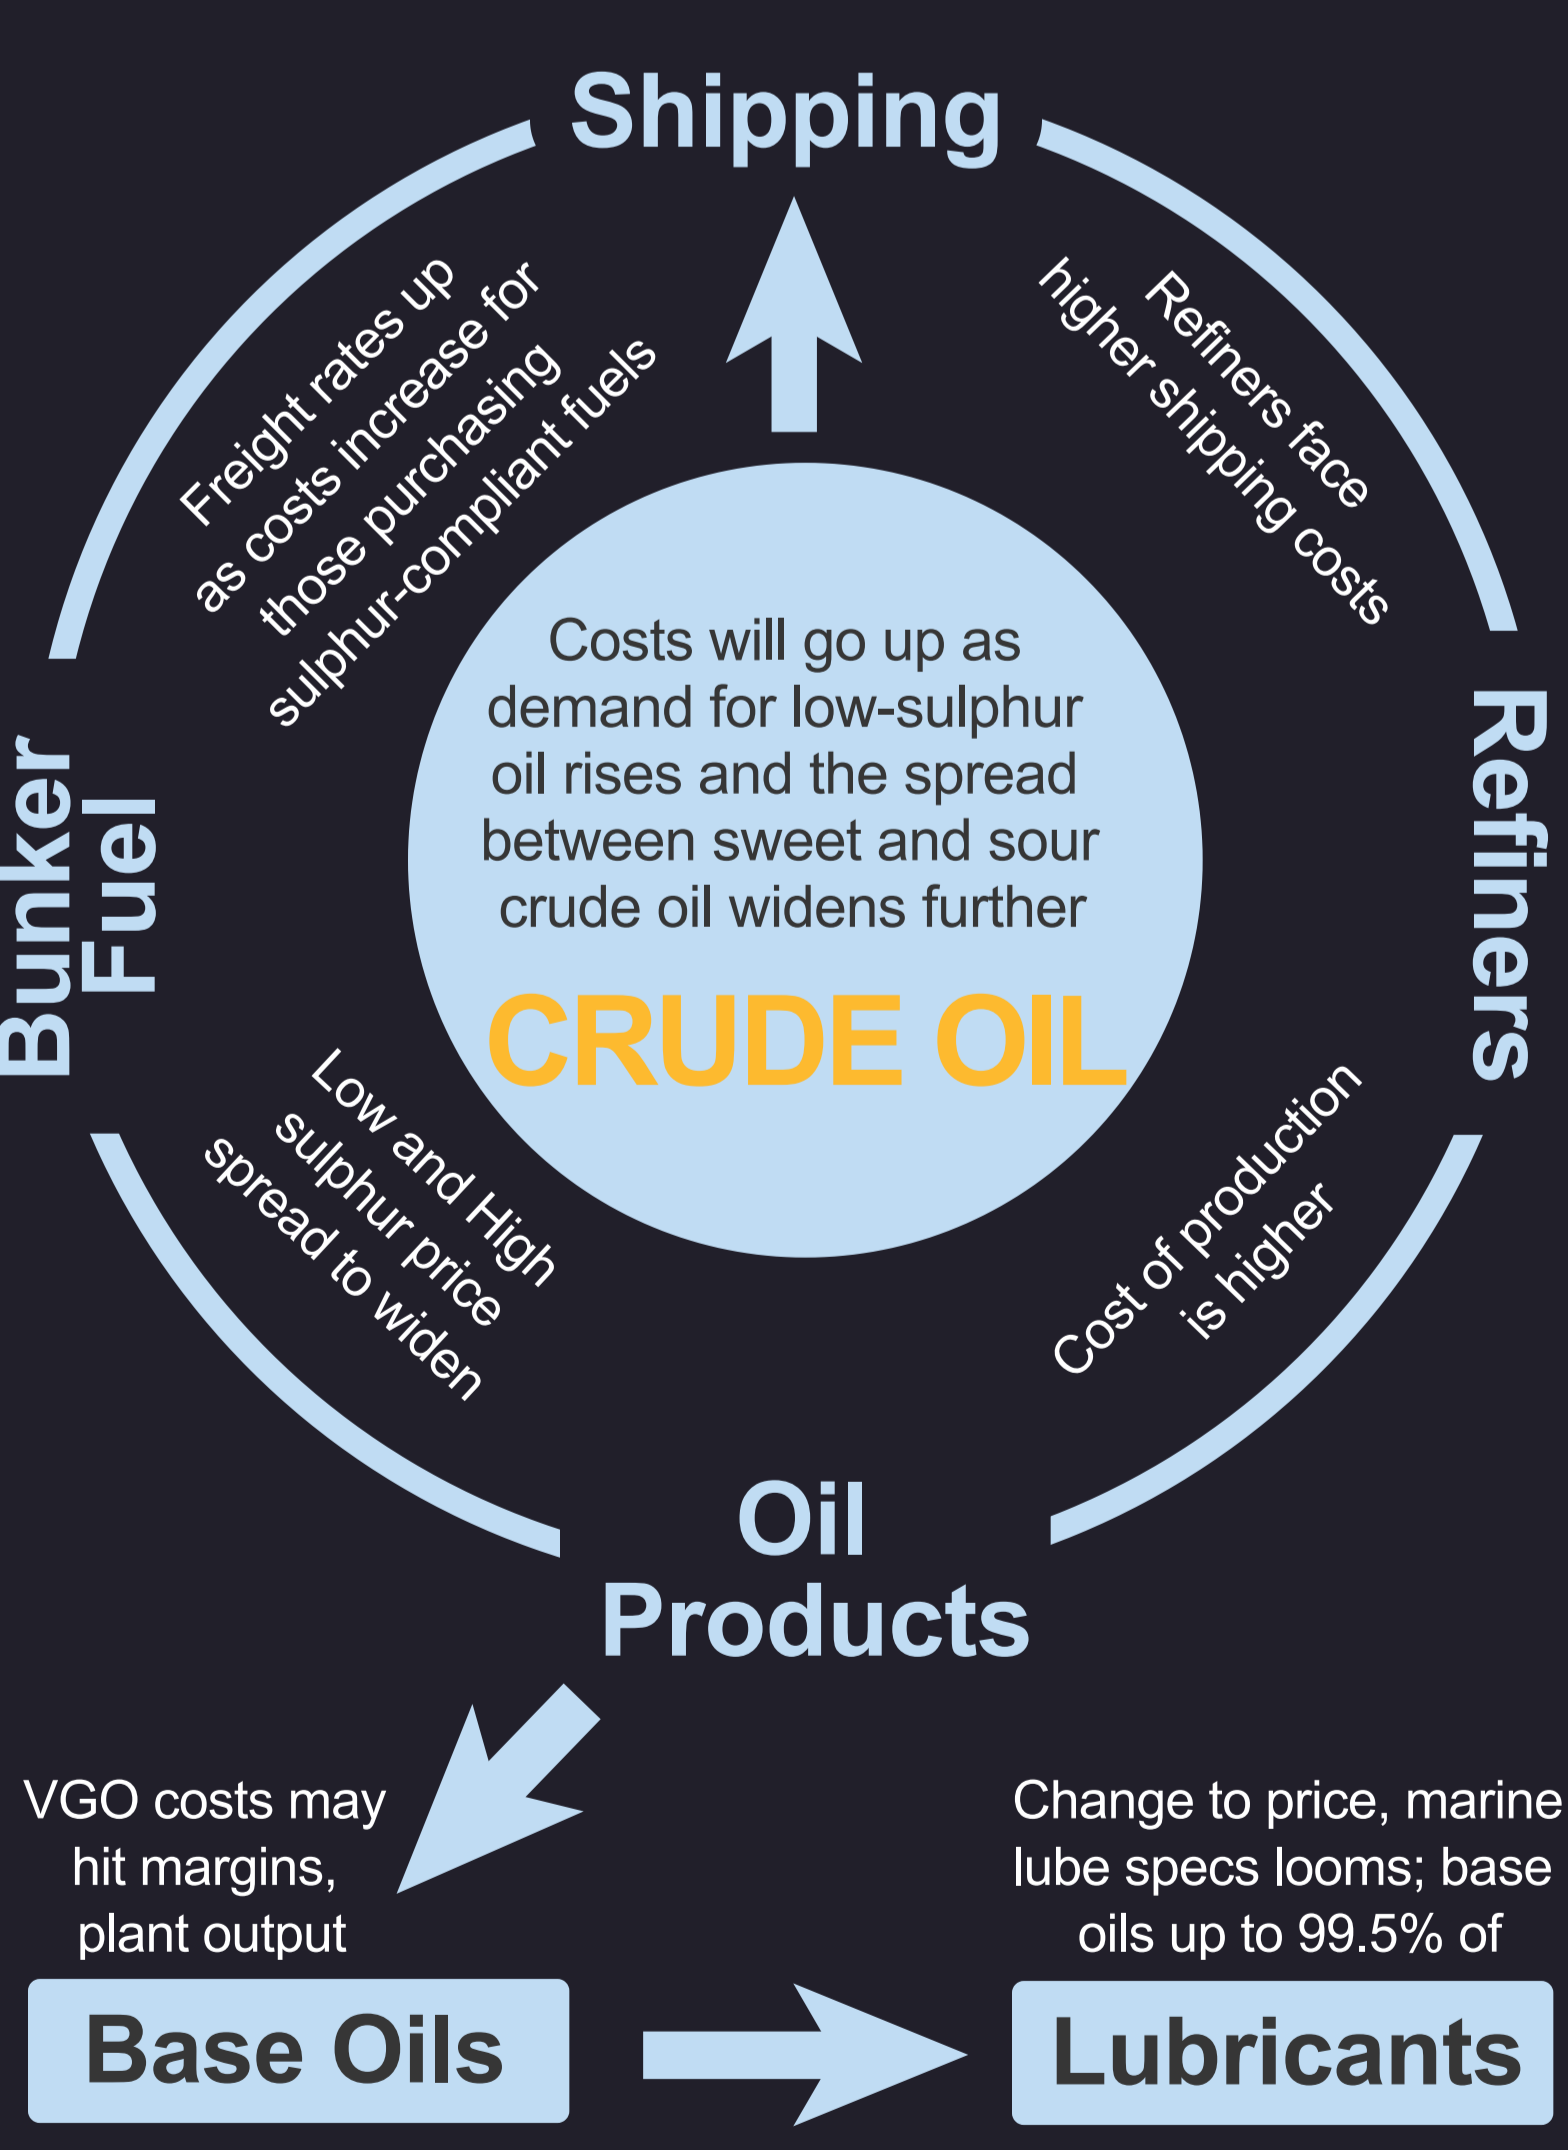 Shipping
Freight rates up
as costs increase for
those purchasing
sulphur-compliant fuels
Refiners face
higher shipping costs
Bunker
Fuel
Costs will go up as
demand for low-sulphur
oil rises and the spread
between sweet and sour
crude oil widens further
CRUDE OIL
Refiners
Low and High
sulphur price
spread to widen
Cost of production
is higher
Oil
Products
VGO costs may
hit margins,
plant output
Base Oils
Change to price, marine
lube specs looms; base
oils up to 99.5% of
Lubricants